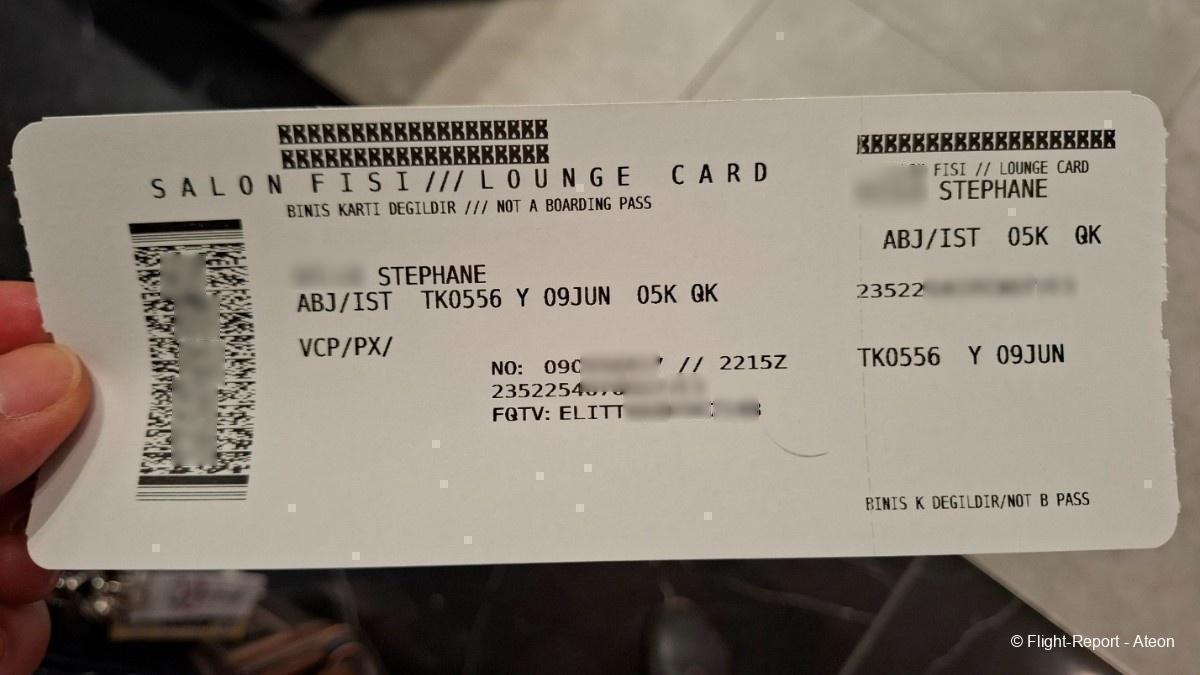 SALON FISI /// LOUNGE CARD
BINIS KARTI DEGILDIR /// NOT A BOARDING PASS
STEPHANE
ABJ/IST TK0556 Y 09JUN 05K QK
VCP/PX/
NO: 090 // 2215Z
2352254
FQTV: ELITT
FISI // LOUNGE CARD
STEPHANE
ABJ/IST 05K QK
23522
TK0556 Y 09JUN
BINIS K DEGILDIR/NOT B PASS
© Flight-Report - Ateon